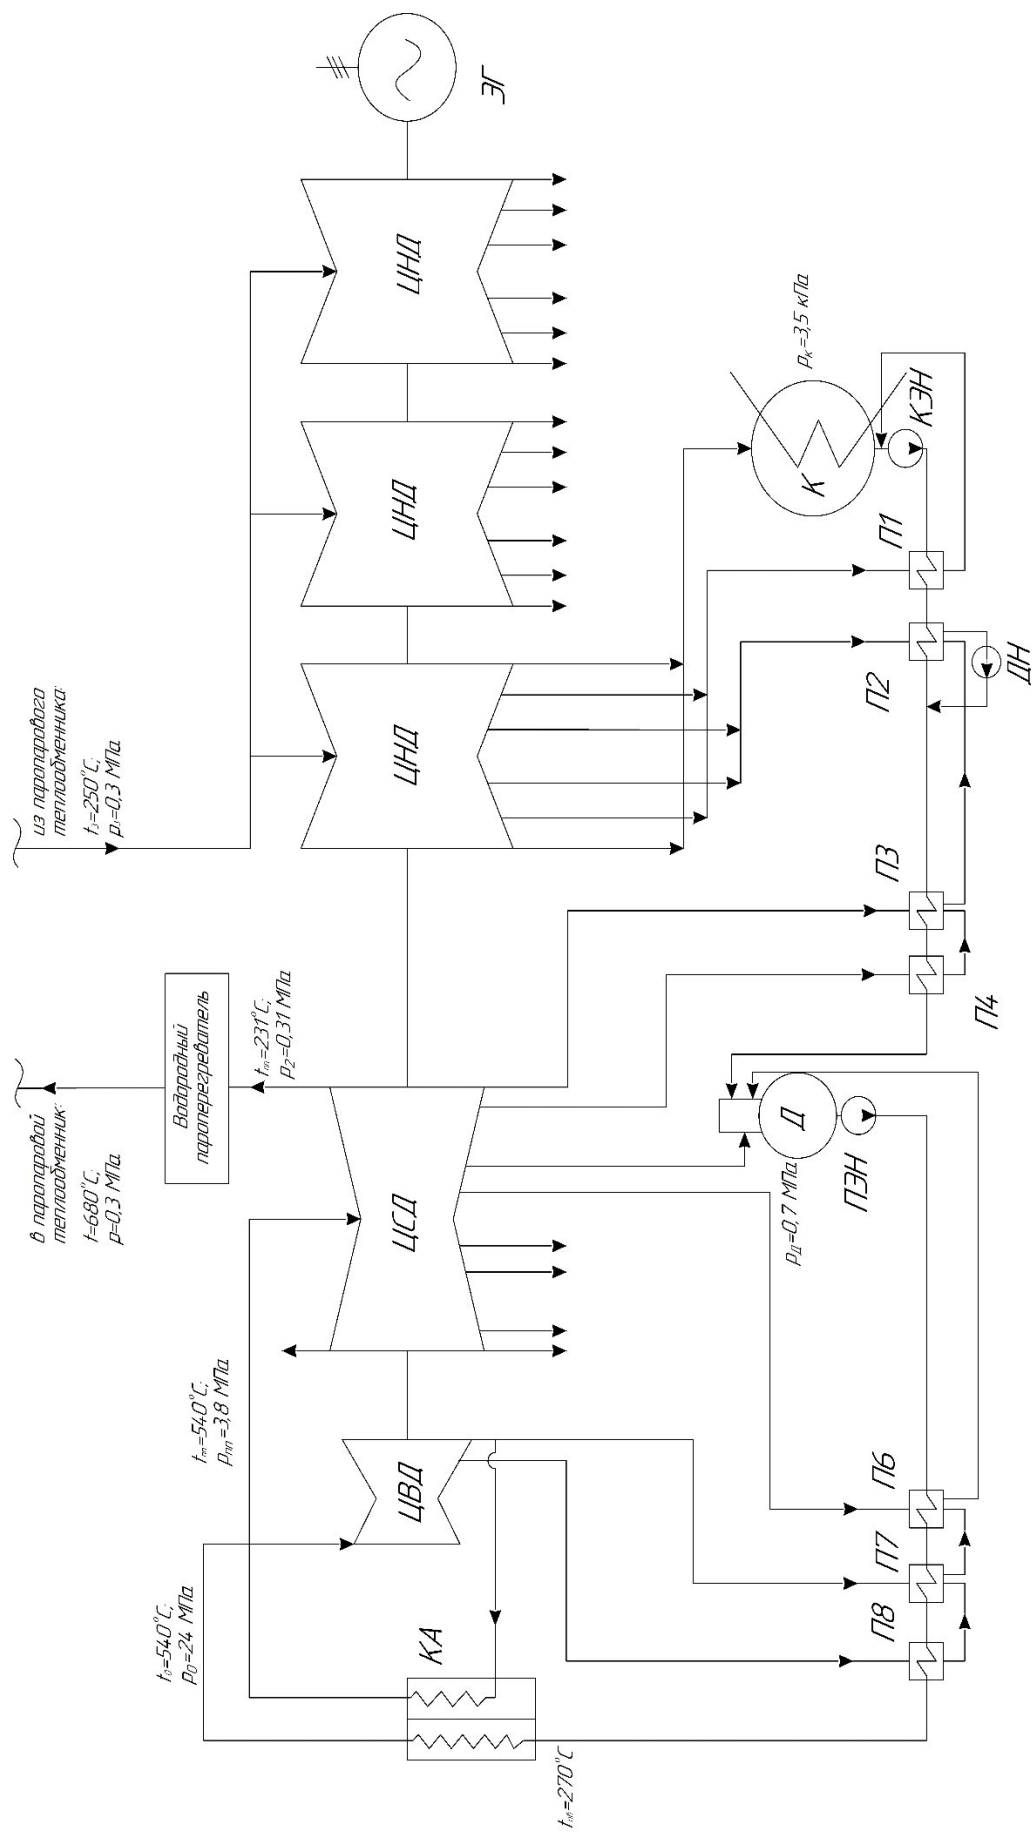 t₀=540°C;
p₀=24 МПа
tпп=540°C;
pпп=3,8 МПа
в паропаровой
теплообменник:
t=680°C;
p=0,3 МПа
Водородный
пароперегреватель
tпп=231°C;
p₂=0,31 МПа
из паропарового
теплообменника:
t₃=250°C;
p₃=0,3 МПа
КА
tпв=270°C
ЦВД
ЦСД
ЦНД
ЦНД
ЦНД
ЭГ
К
pк=3,5 кПа
КЭН
П1
П2
ДН
П3
П4
Д
pД=0,7 МПа
ПЭН
П6
П7
П8